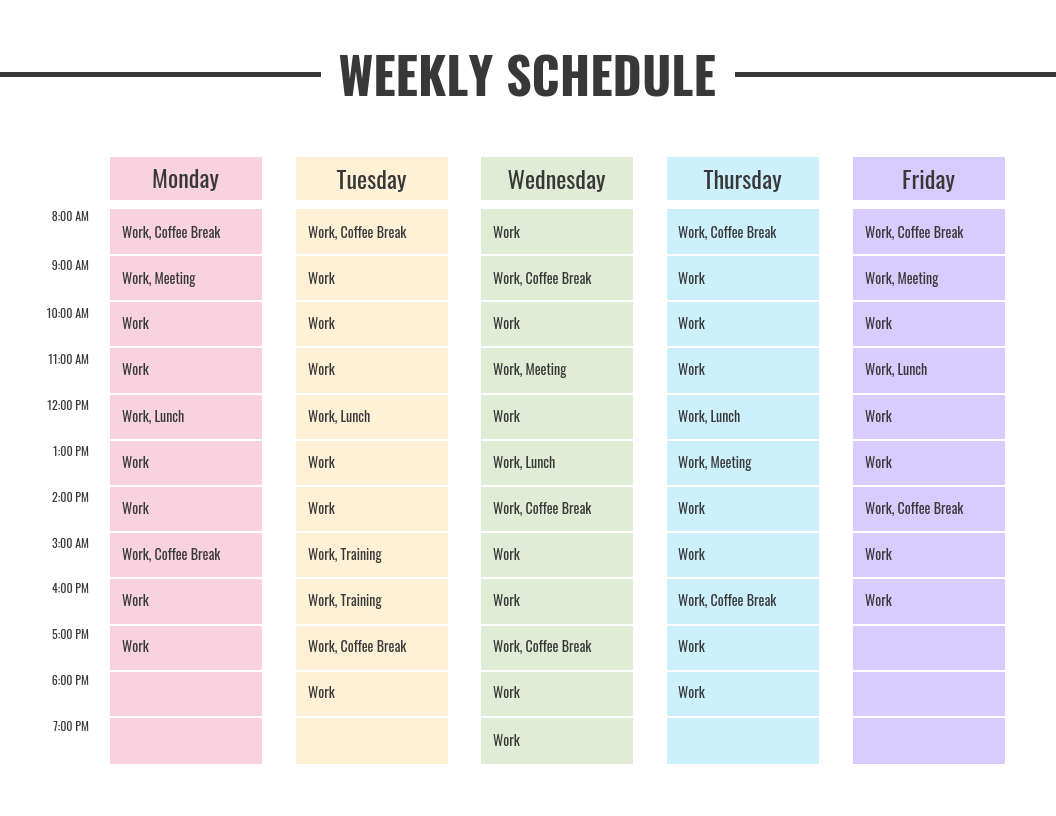 WEEKLY SCHEDULE
Monday Tuesday Wednesday Thursday Friday
8:00 AM Work, Coffee Break Work, Coffee Break Work Work, Coffee Break Work, Coffee Break
9:00 AM Work, Meeting Work Work, Coffee Break Work Work, Meeting
10:00 AM Work Work Work Work Work
11:00 AM Work Work Work, Meeting Work Work, Lunch
12:00 PM Work, Lunch Work, Lunch Work Work, Lunch Work
1:00 PM Work Work Work, Lunch Work, Meeting Work
2:00 PM Work Work Work, Coffee Break Work Work, Coffee Break
3:00 AM Work, Coffee Break Work, Training Work Work Work
4:00 PM Work Work, Training Work Work, Coffee Break Work
5:00 PM Work Work, Coffee Break Work, Coffee Break Work
6:00 PM Work Work Work
7:00 PM Work